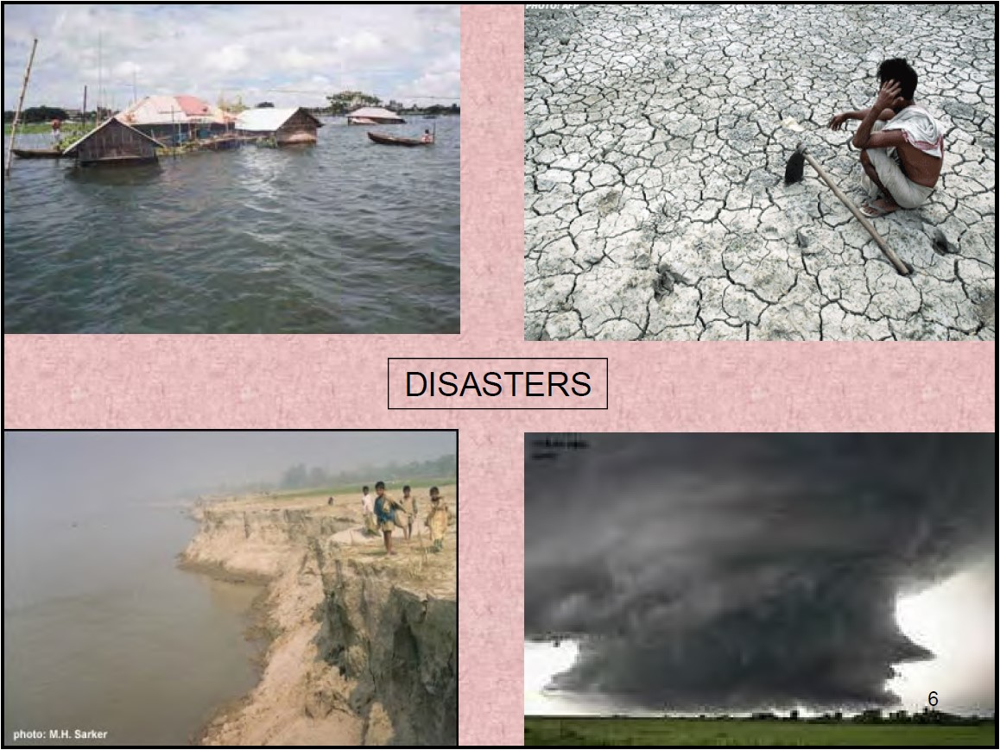 PHOTO: AFP
DISASTERS
6
photo: M.H. Sarker